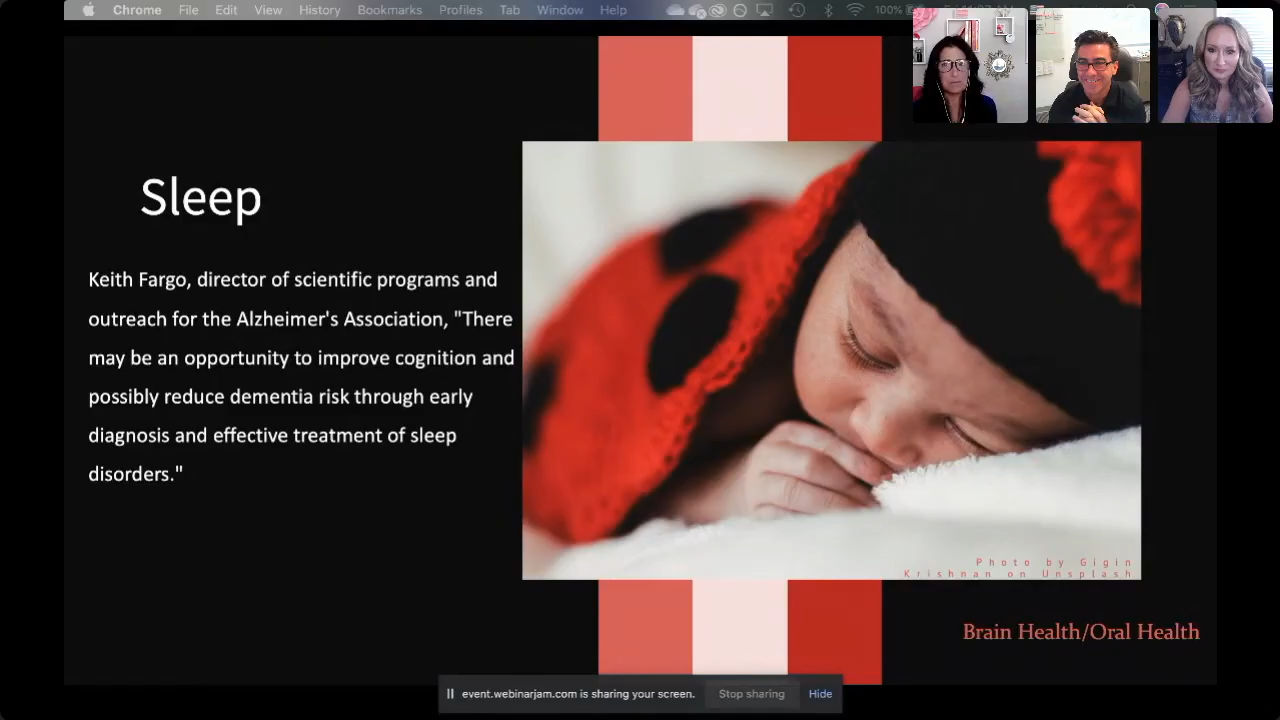 Chrome File Edit View History Bookmarks Profiles Tab Window Help 100%
Sleep
Keith Fargo, director of scientific programs and
outreach for the Alzheimer's Association, "There
may be an opportunity to improve cognition and
possibly reduce dementia risk through early
diagnosis and effective treatment of sleep
disorders."
Photo by Gigin
Krishnan on Unsplash
Brain Health/Oral Health
event.webinarjam.com is sharing your screen. Stop sharing Hide